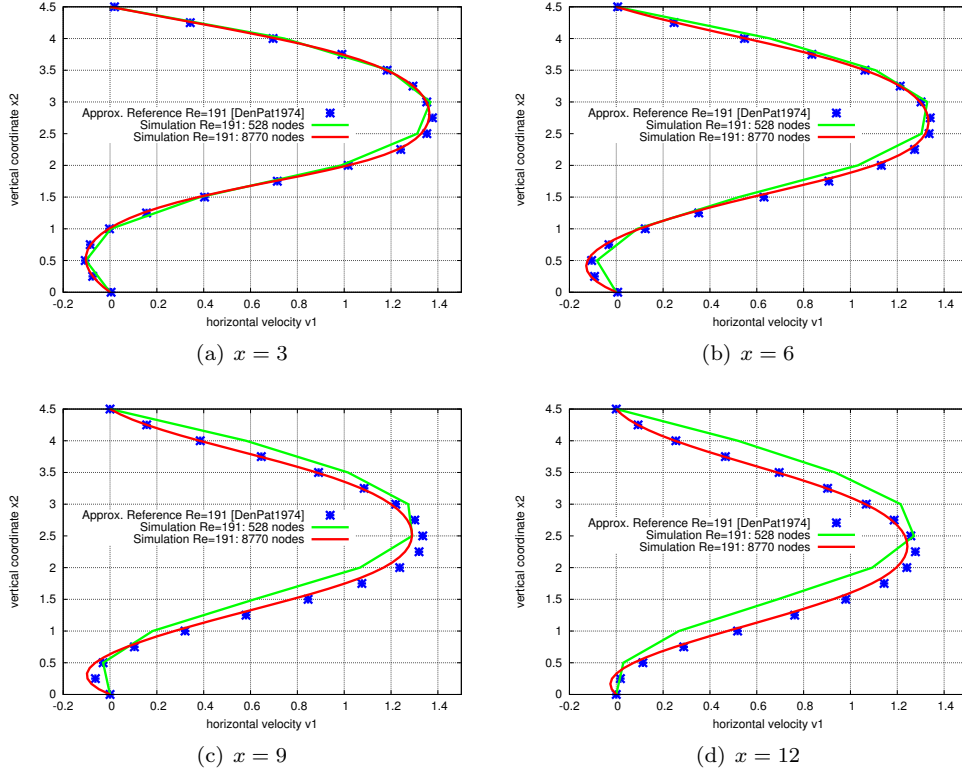 4.5
4
3.5
3
2.5
2
1.5
1
0.5
0
vertical coordinate x2
Approx. Reference Re=191 [DenPat1974]
Simulation Re=191: 528 nodes
Simulation Re=191: 8770 nodes
-0.2 0 0.2 0.4 0.6 0.8 1 1.2 1.4
horizontal velocity v1
(a) x = 3
4.5
4
3.5
3
2.5
2
1.5
1
0.5
0
vertical coordinate x2
Approx. Reference Re=191 [DenPat1974]
Simulation Re=191: 528 nodes
Simulation Re=191: 8770 nodes
-0.2 0 0.2 0.4 0.6 0.8 1 1.2 1.4
horizontal velocity v1
(b) x = 6
4.5
4
3.5
3
2.5
2
1.5
1
0.5
0
vertical coordinate x2
Approx. Reference Re=191 [DenPat1974]
Simulation Re=191: 528 nodes
Simulation Re=191: 8770 nodes
-0.2 0 0.2 0.4 0.6 0.8 1 1.2 1.4
horizontal velocity v1
(c) x = 9
4.5
4
3.5
3
2.5
2
1.5
1
0.5
0
vertical coordinate x2
Approx. Reference Re=191 [DenPat1974]
Simulation Re=191: 528 nodes
Simulation Re=191: 8770 nodes
-0.2 0 0.2 0.4 0.6 0.8 1 1.2 1.4
horizontal velocity v1
(d) x = 12